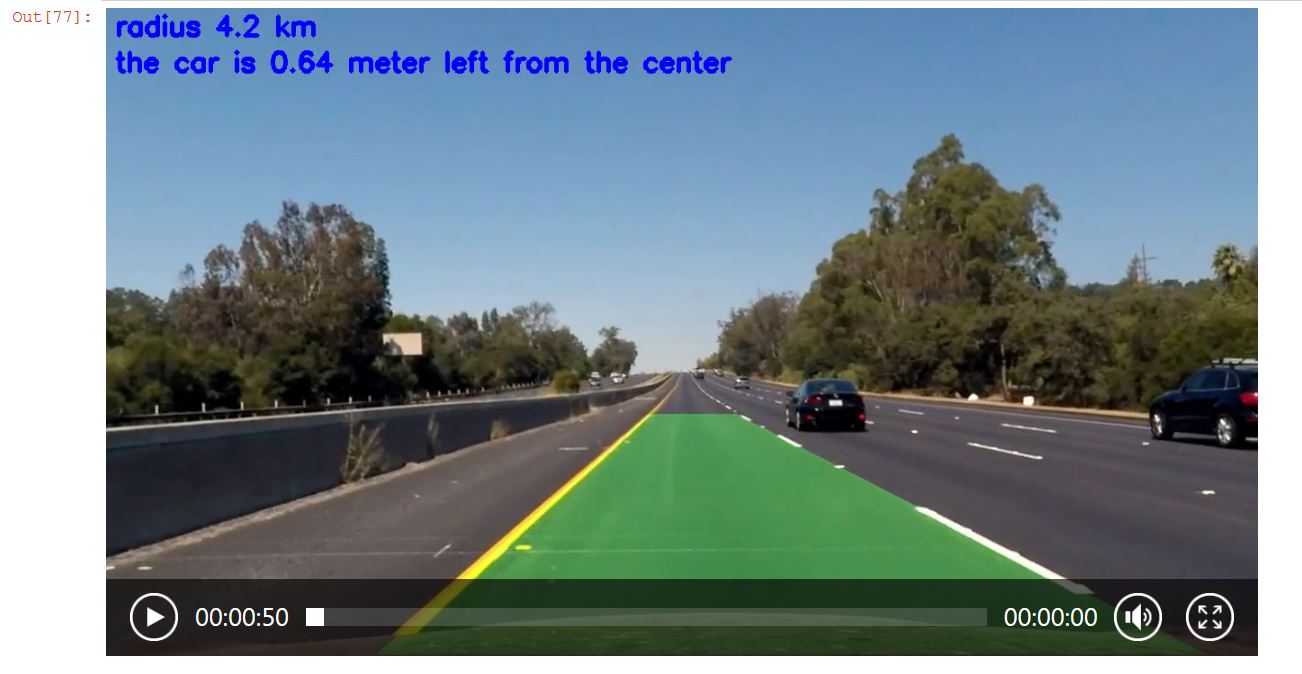 Out[77]:
radius 4.2 km
the car is 0.64 meter left from the center
00:00:50 00:00:00